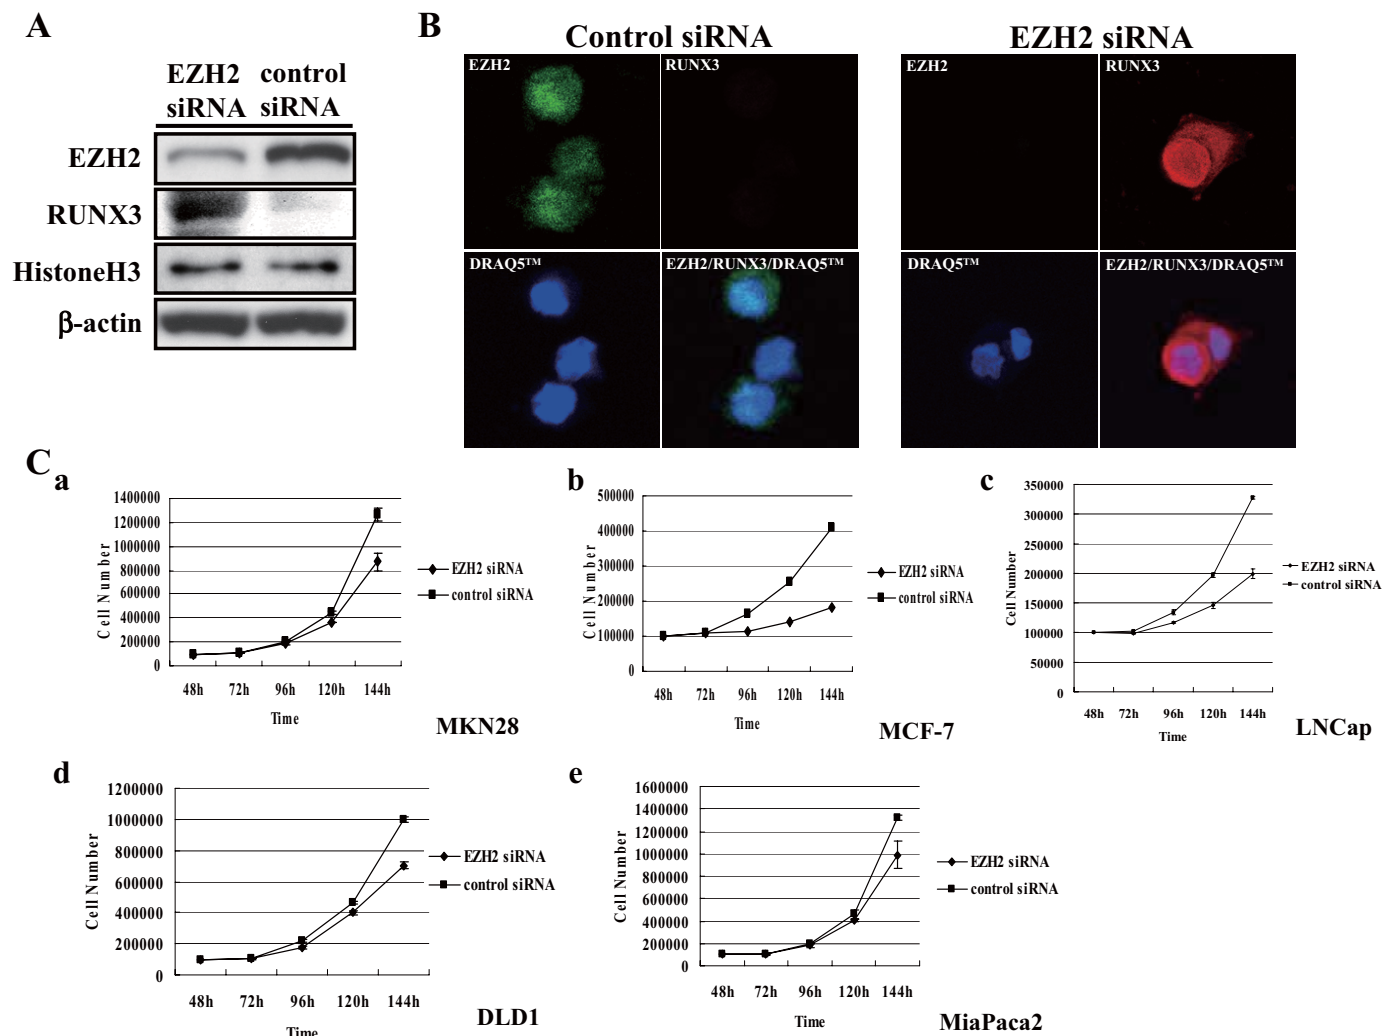 A
EZH2 siRNA
control siRNA
EZH2
RUNX3
HistoneH3
β-actin
B
Control siRNA
EZH2
RUNX3
DRAQ5™
EZH2/RUNX3/DRAQ5™
EZH2 siRNA
EZH2
RUNX3
DRAQ5™
EZH2/RUNX3/DRAQ5™
C
a
Cell Number
1400000
1200000
1000000
800000
600000
400000
200000
0
48h 72h 96h 120h 144h
Time
EZH2 siRNA
control siRNA
MKN28
b
Cell Number
500000
400000
300000
200000
100000
0
48h 72h 96h 120h 144h
Time
EZH2 siRNA
control siRNA
MCF-7
c
Cell Number
350000
300000
250000
200000
150000
100000
50000
0
48h 72h 96h 120h 144h
Time
EZH2 siRNA
control siRNA
LNCap
d
Cell Number
1200000
1000000
800000
600000
400000
200000
0
48h 72h 96h 120h 144h
Time
EZH2 siRNA
control siRNA
DLD1
e
Cell Number
1600000
1400000
1200000
1000000
800000
600000
400000
200000
0
48h 72h 96h 120h 144h
Time
EZH2 siRNA
control siRNA
MiaPaca2